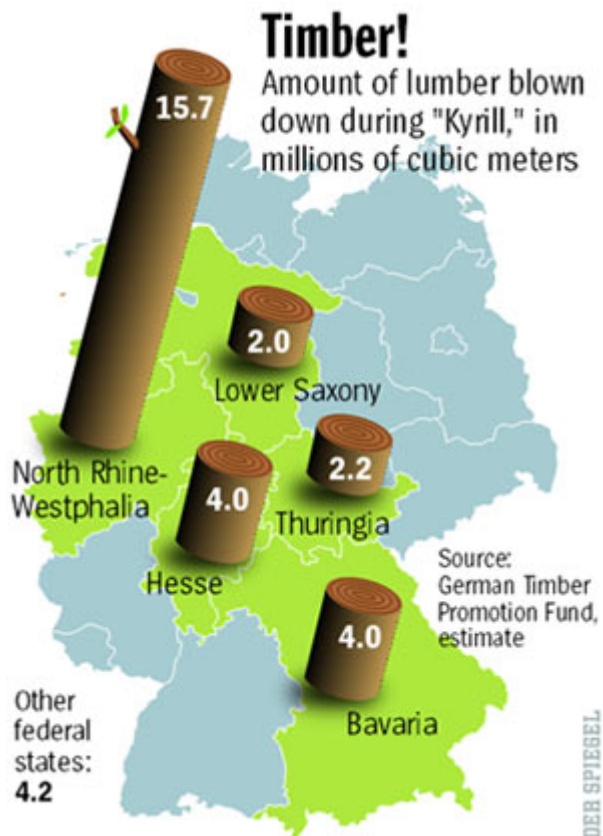 Timber!
Amount of lumber blown
down during "Kyrill," in
millions of cubic meters
15.7
2.0
Lower Saxony
North Rhine-
Westphalia
4.0
Hesse
2.2
Thuringia
Source:
German Timber
Promotion Fund,
estimate
4.0
Bavaria
Other
federal
states:
4.2
DER SPIEGEL